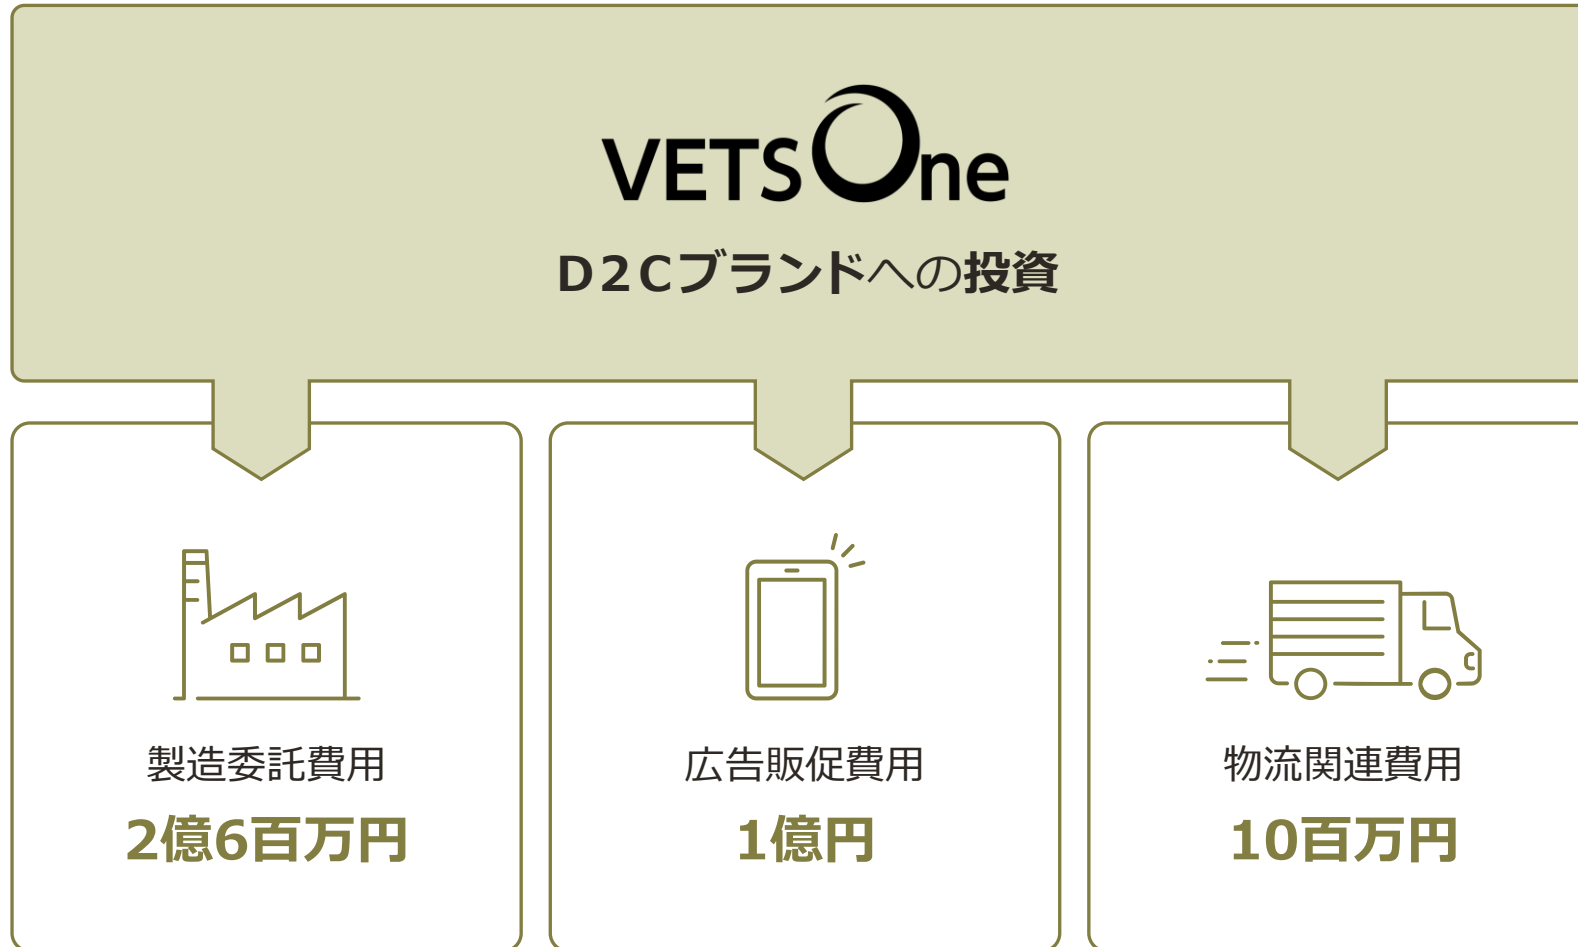 VETSOne
D2Cブランドへの投資
製造委託費用
2億6百万円
広告販促費用
1億円
物流関連費用
10百万円